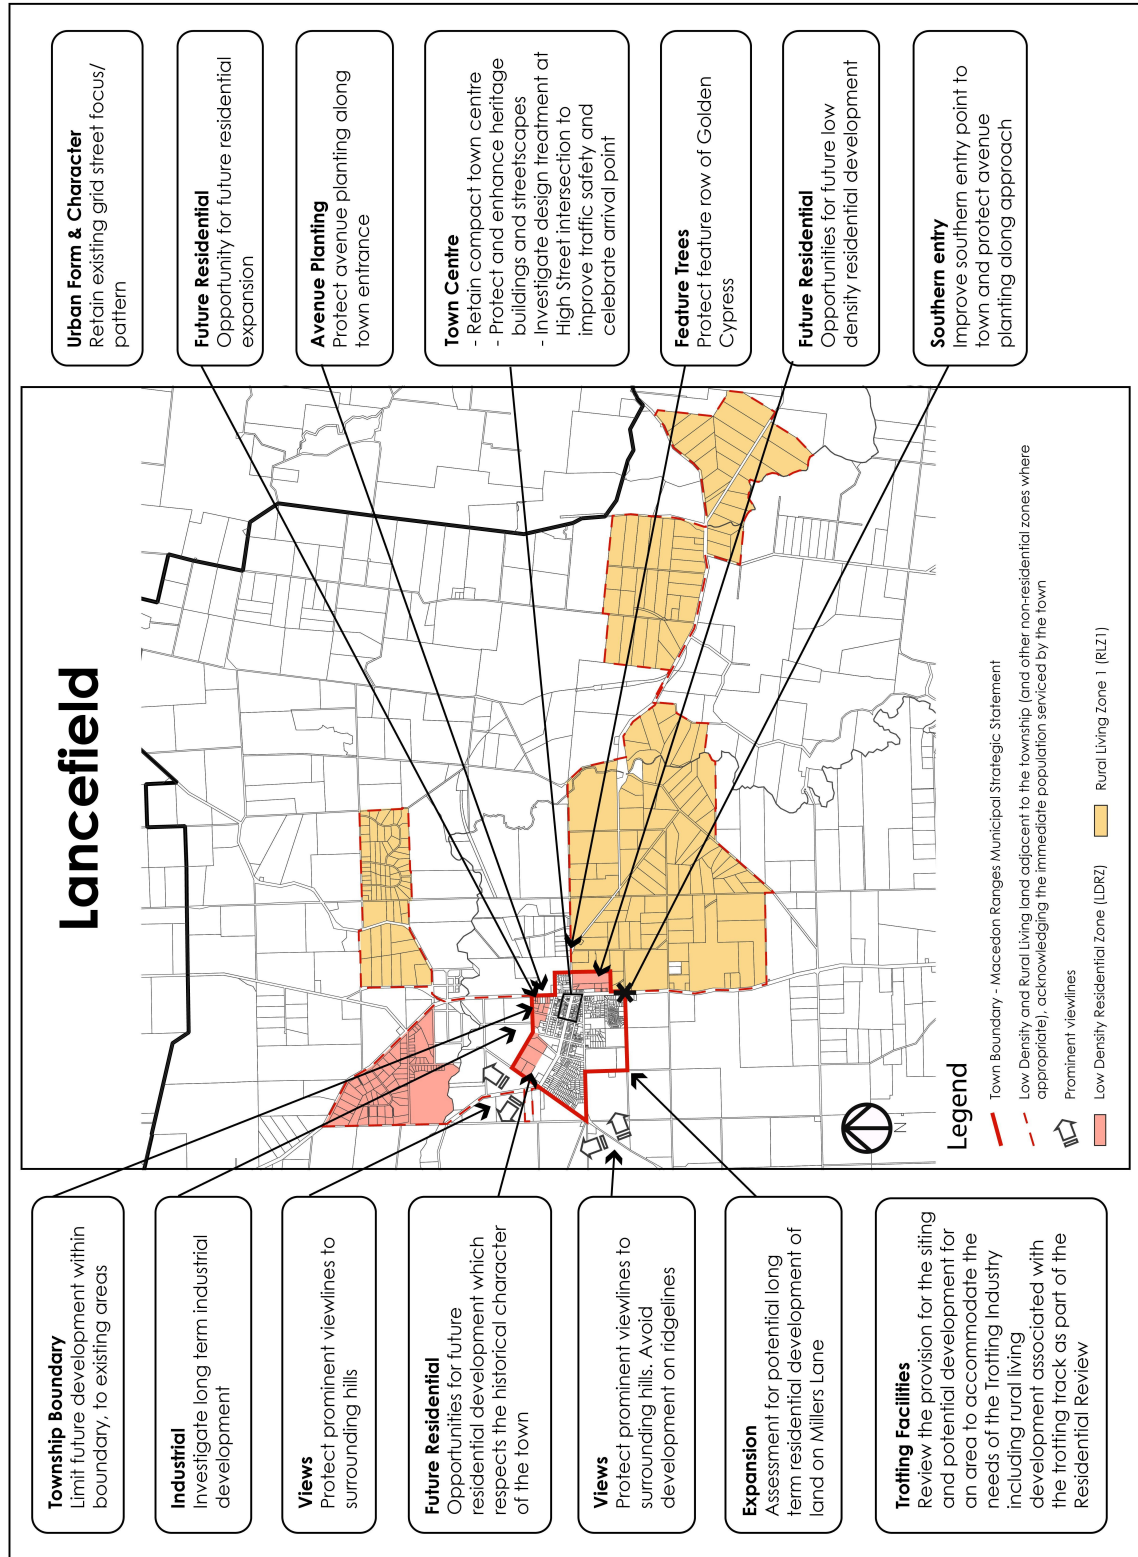 Lancefield
Township Boundary
Limit future development within
boundary, to existing areas
Industrial
Investigate long term industrial
development
Views
Protect prominent viewlines to
surrounding hills
Future Residential
Opportunities for future
residential development which
respects the historical character
of the town
Views
Protect prominent viewlines to
surrounding hills. Avoid
development on ridgelines
Expansion
Assessment for potential long
term residential development of
land on Millers Lane
Trotting Facilities
Review the provision for the siting
and potential development for
an area to accommodate the
needs of the Trotting Industry
including rural living
development associated with
the trotting track as part of the
Residential Review
Urban Form & Character
Retain existing grid street focus/
pattern
Future Residential
Opportunity for future residential
expansion
Avenue Planting
Protect avenue planting along
town entrance
Town Centre
- Retain compact town centre
- Protect and enhance heritage
buildings and streetscapes
- Investigate design treatment at
High Street intersection to
improve traffic safety and
celebrate arrival point
Feature Trees
Protect feature row of Golden
Cypress
Future Residential
Opportunities for future low
density residential development
Southern entry
Improve southern entry point to
town and protect avenue
planting along approach
N
Legend
Town Boundary - Macedon Ranges Municipal Strategic Statement
Low Density and Rural Living land adjacent to the township (and other non-residential zones where
appropriate), acknowledging the immediate population serviced by the town
Prominent viewlines
Low Density Residential Zone (LDRZ)
Rural Living Zone 1 (RLZ1)